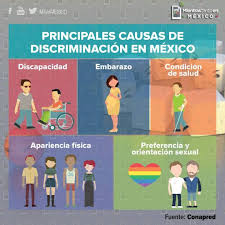 PRINCIPALES CAUSAS DE
DISCRIMINACIÓN EN MÉXICO
Discapacidad
Embarazo
Condición
de salud
Apariencia física
Preferencia y
orientación sexual
Fuente: Conapred